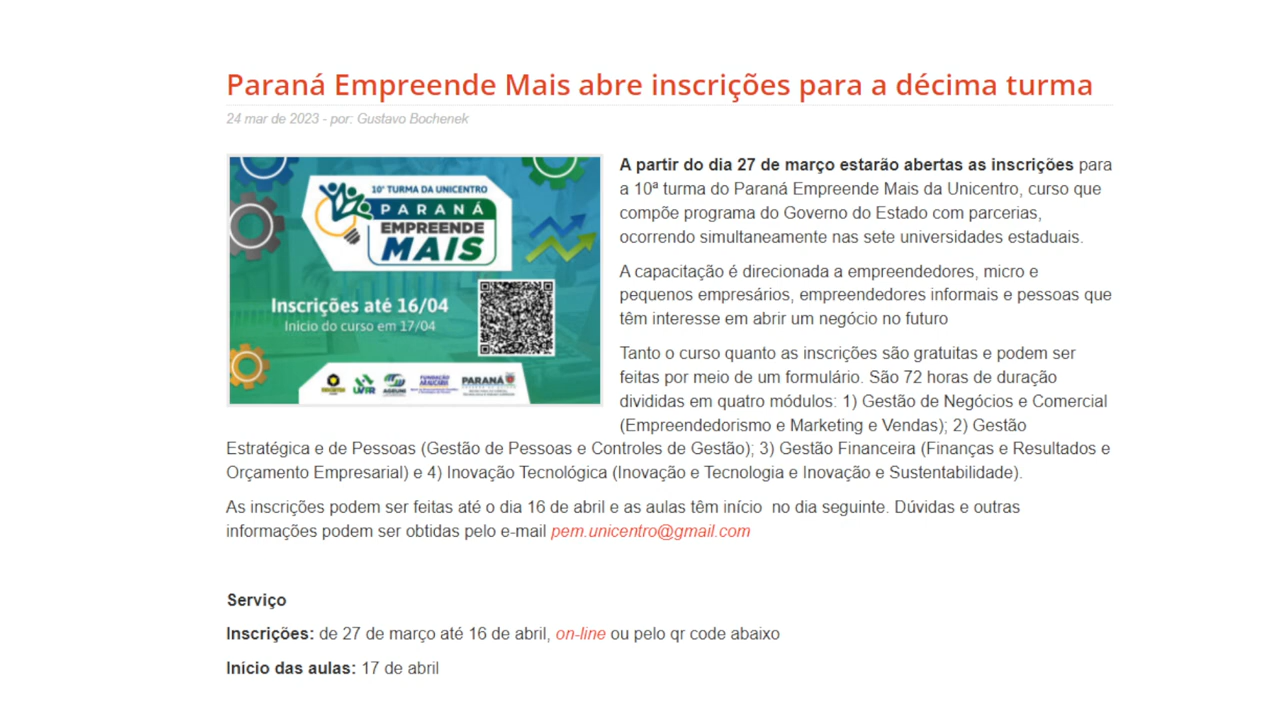 Paraná Empreende Mais abre inscrições para a décima turma
24 mar de 2023 - por: Gustavo Bochenek
10ª TURMA DA UNICENTRO
PARANÁ
EMPREENDE
MAIS
Inscrições até 16/04
Início do curso em 17/04
FUNDAÇÃO
ARAUCÁRIA
PARANÁ
A partir do dia 27 de março estarão abertas as inscrições para
a 10ª turma do Paraná Empreende Mais da Unicentro, curso que
compõe programa do Governo do Estado com parcerias,
ocorrendo simultaneamente nas sete universidades estaduais.
A capacitação é direcionada a empreendedores, micro e
pequenos empresários, empreendedores informais e pessoas que
têm interesse em abrir um negócio no futuro
Tanto o curso quanto as inscrições são gratuitas e podem ser
feitas por meio de um formulário. São 72 horas de duração
divididas em quatro módulos: 1) Gestão de Negócios e Comercial
(Empreendedorismo e Marketing e Vendas); 2) Gestão
Estratégica e de Pessoas (Gestão de Pessoas e Controles de Gestão); 3) Gestão Financeira (Finanças e Resultados e
Orçamento Empresarial) e 4) Inovação Tecnológica (Inovação e Tecnologia e Inovação e Sustentabilidade).
As inscrições podem ser feitas até o dia 16 de abril e as aulas têm início  no dia seguinte. Dúvidas e outras
informações podem ser obtidas pelo e-mail pem.unicentro@gmail.com
Serviço
Inscrições: de 27 de março até 16 de abril, on-line ou pelo qr code abaixo
Início das aulas: 17 de abril